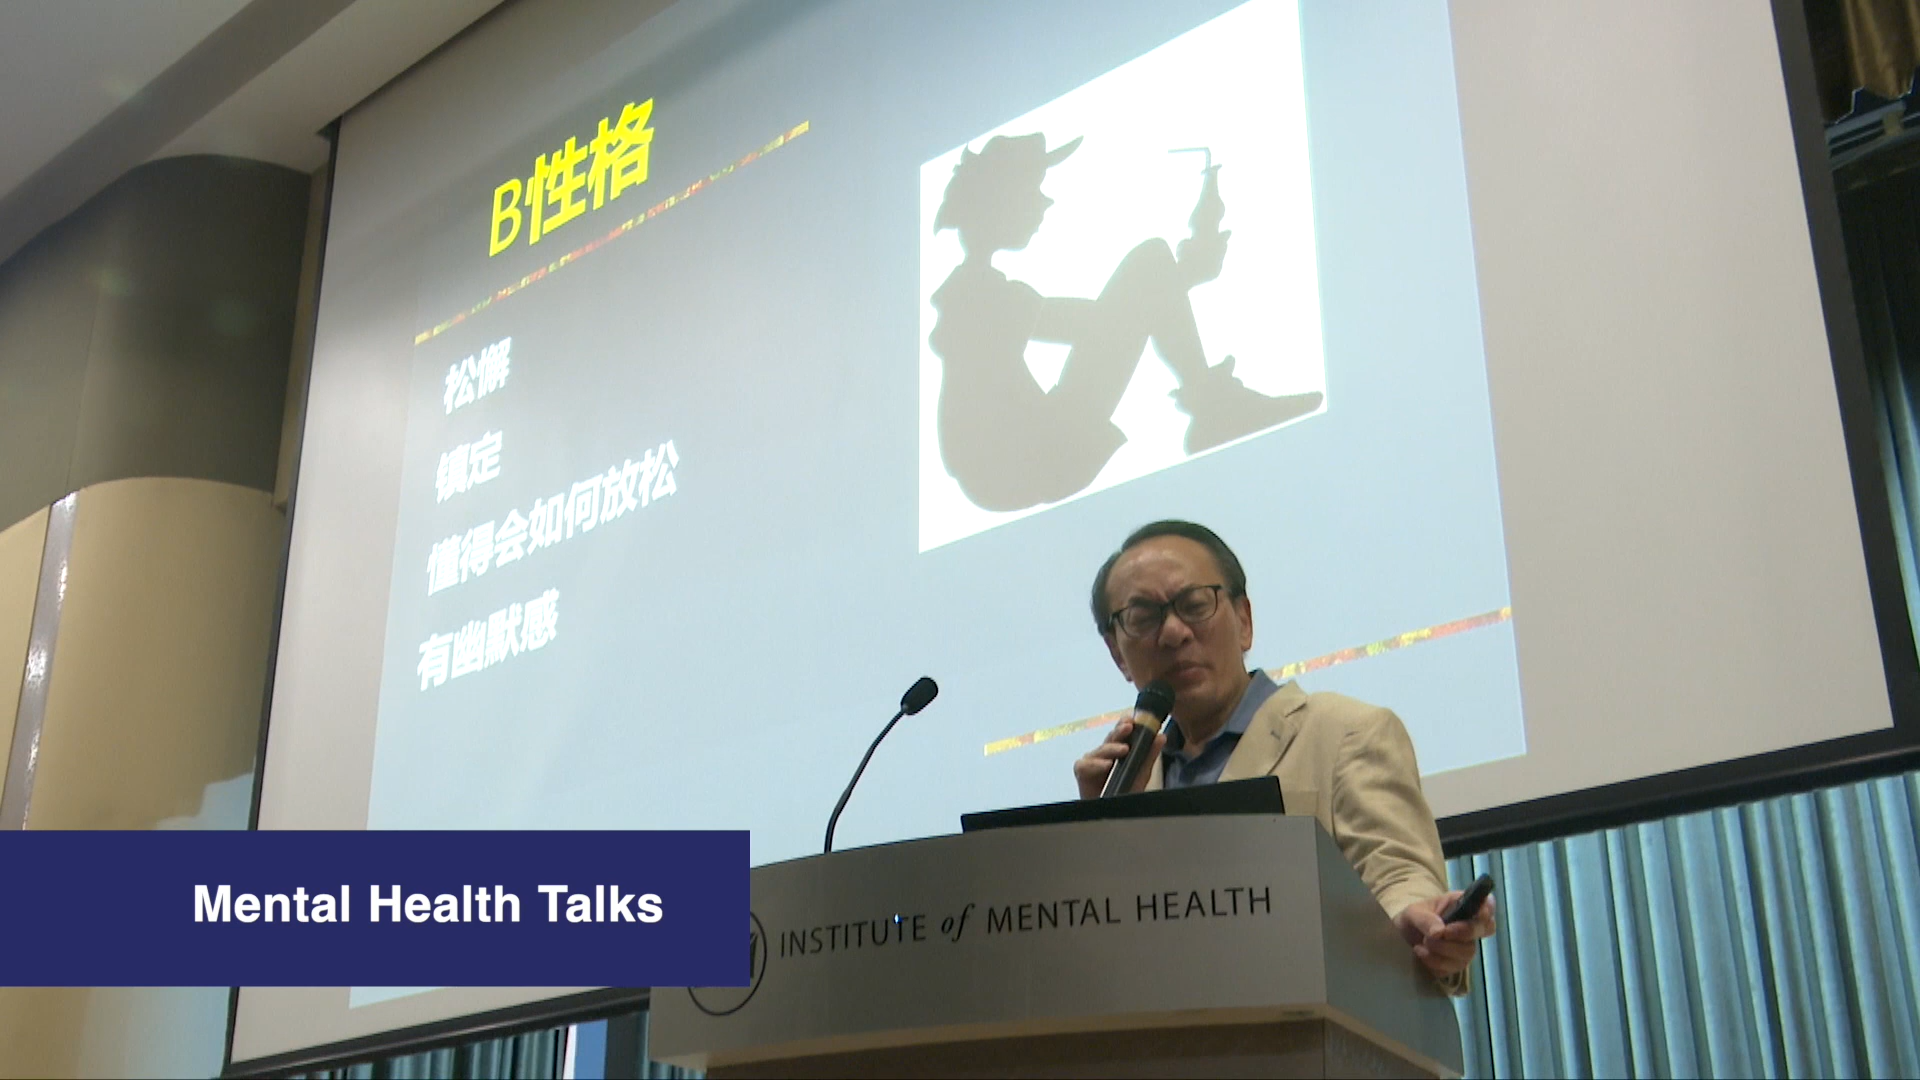 B性格
松懈
镇定
懂得会如何放松
有幽默感
Mental Health Talks
INSTITUTE of MENTAL HEALTH